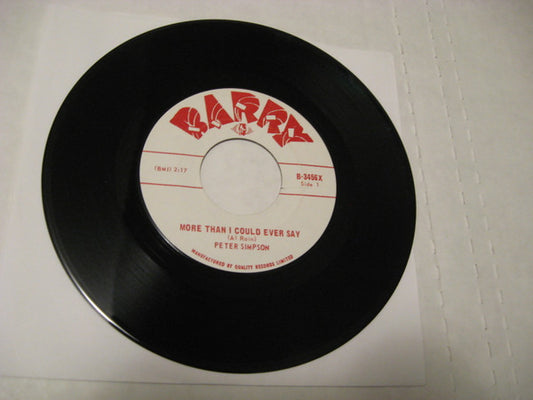 BARRY
(BMI) 2:17
B-3456X
Side 1
MORE THAN I COULD EVER SAY
(Al Rain)
PETER SIMPSON
MANUFACTURED BY QUALITY RECORDS LIMITED